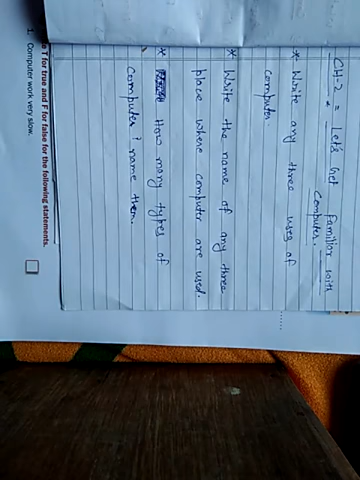 CH-2 = Let's Get familiar with
Computer.
* Write any three uses of
Computer
* Write the name of any three
place where computer are used.
* How many types of
Computer? name them.
e T for true and F for false for the following statements.
1. Computer work very slow.